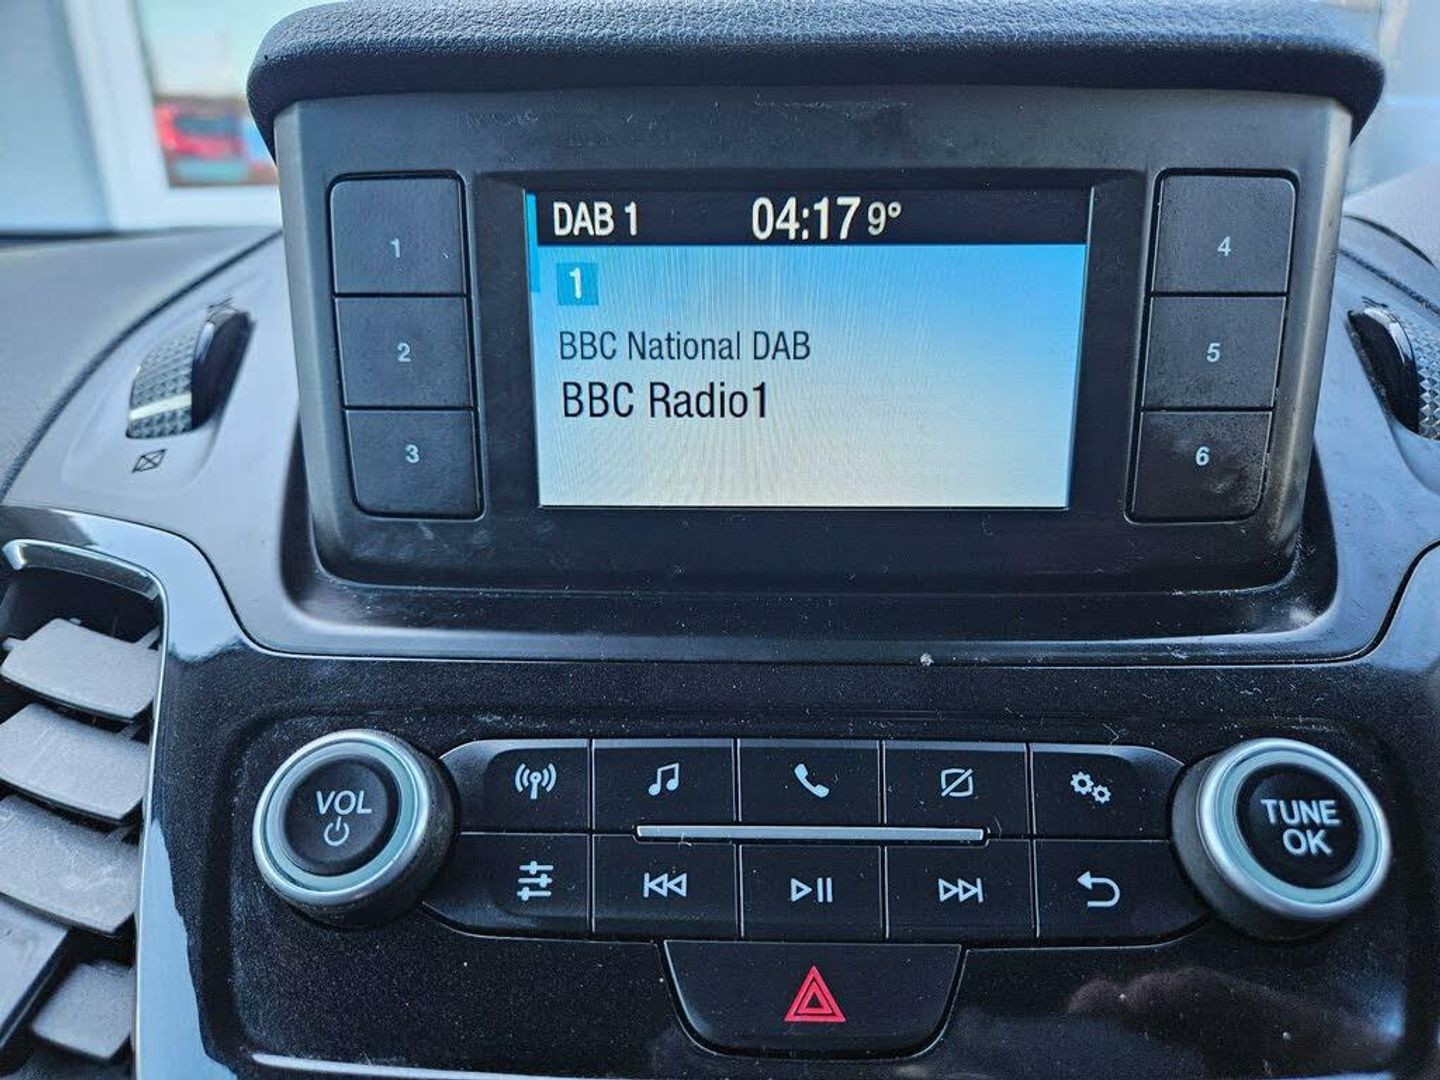 DAB 1 04:17 9°
1
BBC National DAB
BBC Radio1
1
2
3
4
5
6
VOL
TUNE
OK